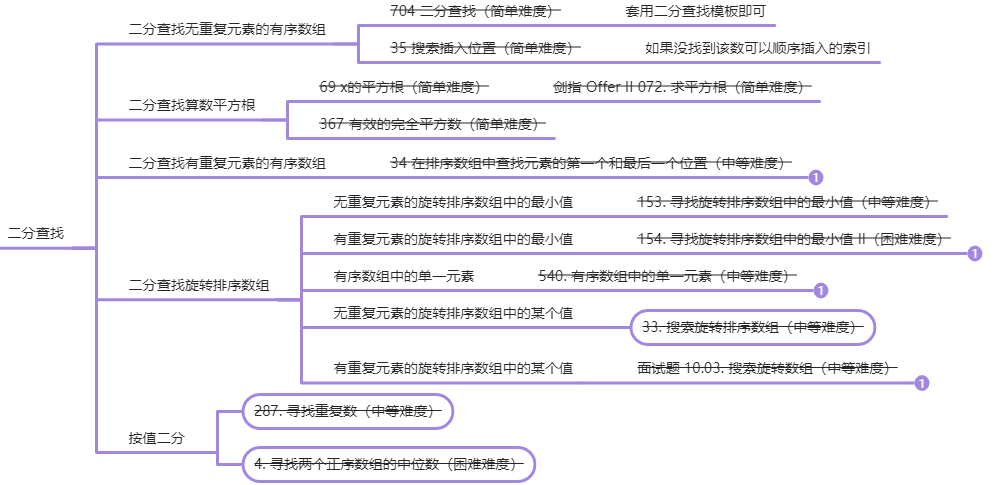 二分查找
二分查找无重复元素的有序数组
704 二分查找（简单难度）
套用二分查找模板即可
35 搜索插入位置（简单难度）
如果没找到该数可以顺序插入的索引
二分查找算数平方根
69 x的平方根（简单难度）
剑指 Offer II 072. 求平方根（简单难度）
367 有效的完全平方数（简单难度）
二分查找有重复元素的有序数组
34 在排序数组中查找元素的第一个和最后一个位置（中等难度）
1
二分查找旋转排序数组
无重复元素的旋转排序数组中的最小值
153. 寻找旋转排序数组中的最小值（中等难度）
有重复元素的旋转排序数组中的最小值
154. 寻找旋转排序数组中的最小值 II（困难难度）
1
有序数组中的单一元素
540. 有序数组中的单一元素（中等难度）
1
无重复元素的旋转排序数组中的某个值
33. 搜索旋转排序数组（中等难度）
有重复元素的旋转排序数组中的某个值
面试题 10.03. 搜索旋转数组（中等难度）
1
按值二分
287. 寻找重复数（中等难度）
4. 寻找两个正序数组的中位数（困难难度）